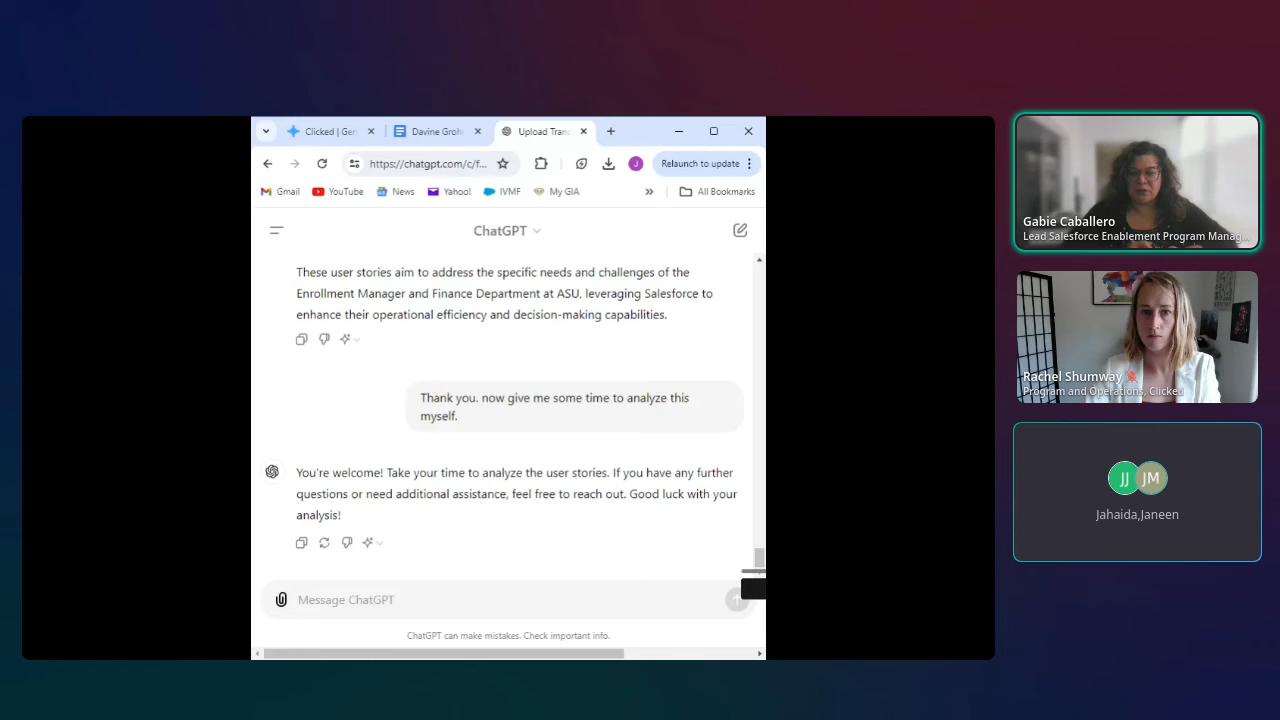 Clicked | Gen
Davine Groh
Upload Tran
https://chatgpt.com/c/f...
J
Relaunch to update
Gmail
YouTube
News
Yahoo!
IVMF
My GIA
»
All Bookmarks
ChatGPT
These user stories aim to address the specific needs and challenges of the
Enrollment Manager and Finance Department at ASU, leveraging Salesforce to
enhance their operational efficiency and decision-making capabilities.
Thank you. now give me some time to analyze this
myself.
You're welcome! Take your time to analyze the user stories. If you have any further
questions or need additional assistance, feel free to reach out. Good luck with your
analysis!
Message ChatGPT
ChatGPT can make mistakes. Check important info.
Gabie Caballero
Lead Salesforce Enablement Program Manag...
Rachel Shumway
Program and Operations, Clicked
JJ
JM
Jahaida,Janeen